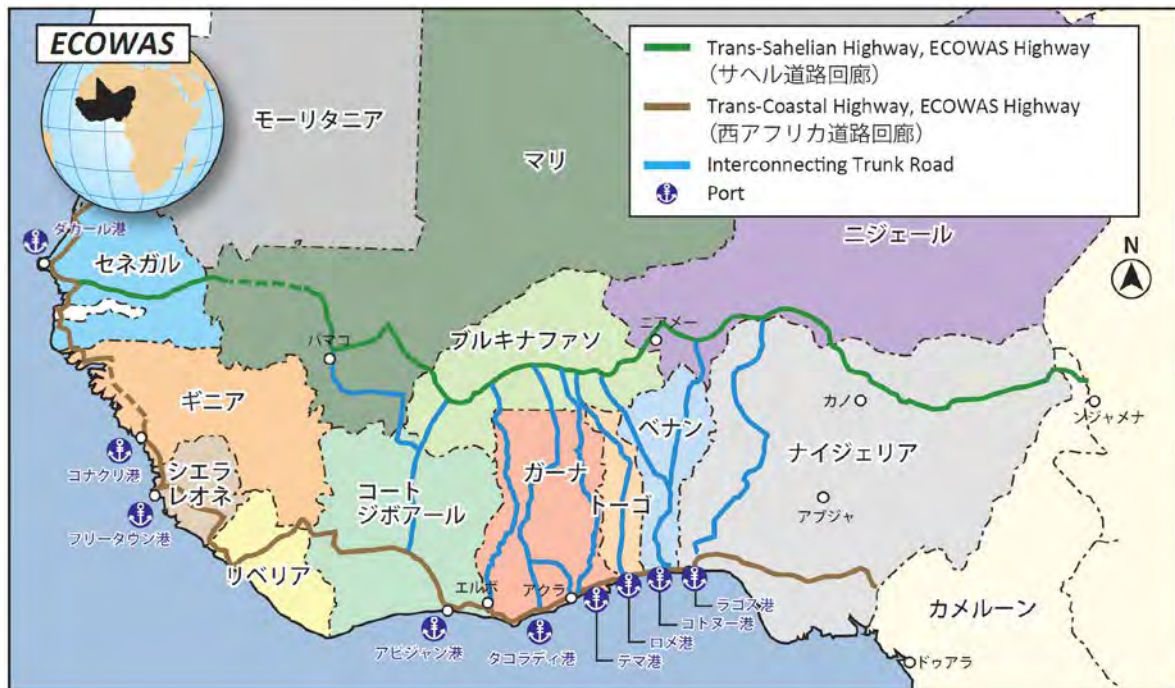 ECOWAS
Trans-Sahelian Highway, ECOWAS Highway
（サヘル道路回廊）
Trans-Coastal Highway, ECOWAS Highway
（西アフリカ道路回廊）
Interconnecting Trunk Road
Port
N
モーリタニア
マリ
ニジェール
ダカール港
セネガル
バマコ
ブルキナファソ
ニアメー
ギニア
カノ
ンジャメナ
ベナン
ナイジェリア
コナクリ港
シエラ
レオネ
コート
ジボアール
ガーナ
トーゴ
アブジャ
フリータウン港
リベリア
エルボ
アクラ
ラゴス港
コトヌー港
ロメ港
テマ港
アビジャン港
タコラディ港
カメルーン
ドゥアラ